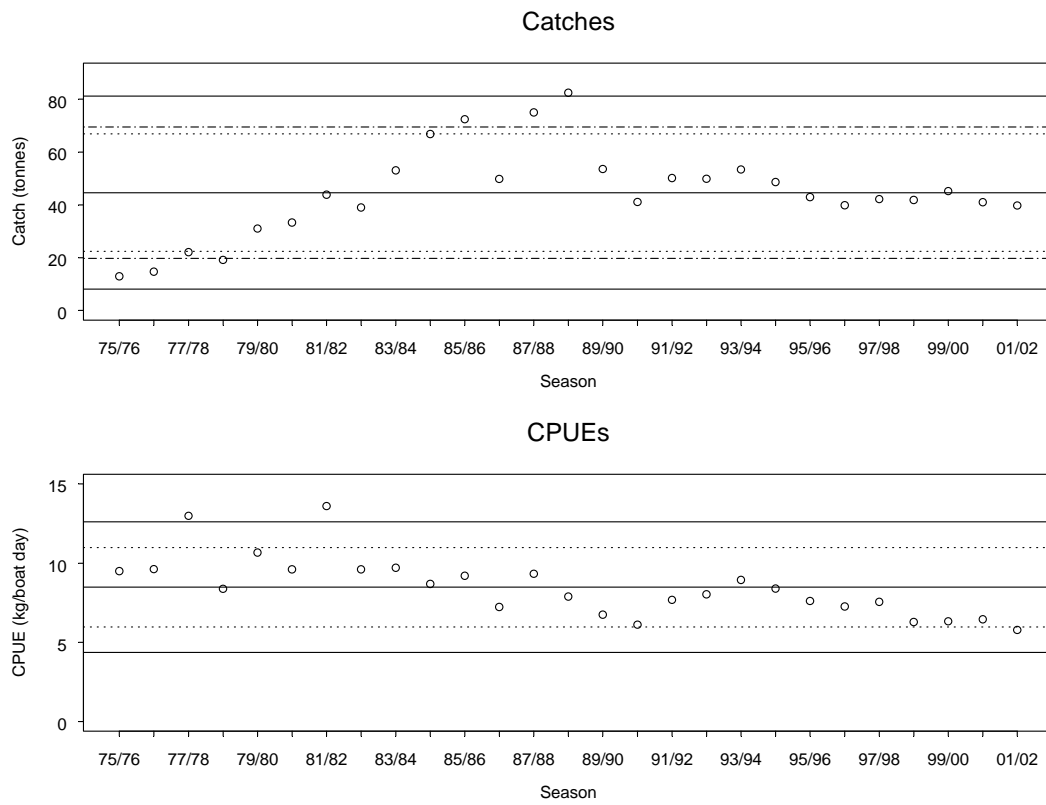 Catches
Catch (tonnes)
80
60
40
20
0
75/76 77/78 79/80 81/82 83/84 85/86 87/88 89/90 91/92 93/94 95/96 97/98 99/00 01/02
Season
CPUEs
CPUE (kg/boat day)
15
10
5
0
75/76 77/78 79/80 81/82 83/84 85/86 87/88 89/90 91/92 93/94 95/96 97/98 99/00 01/02
Season